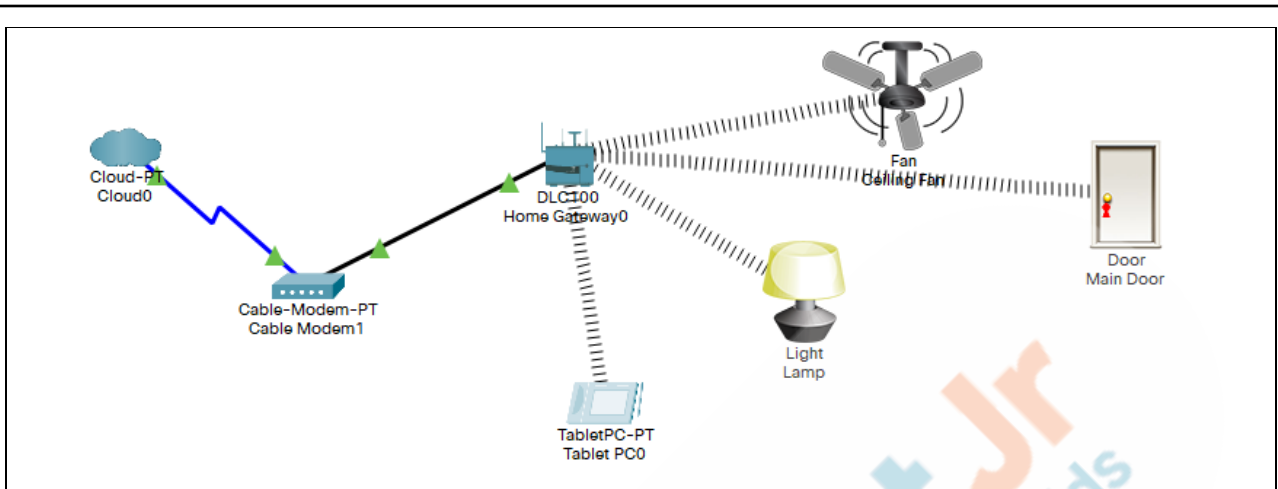 Cloud-PT
Cloud0
Cable-Modem-PT
Cable Modem1
DLC100
Home Gateway0
Fan
Ceiling Fan
Door
Main Door
Light
Lamp
TabletPC-PT
Tablet PC0
Jr